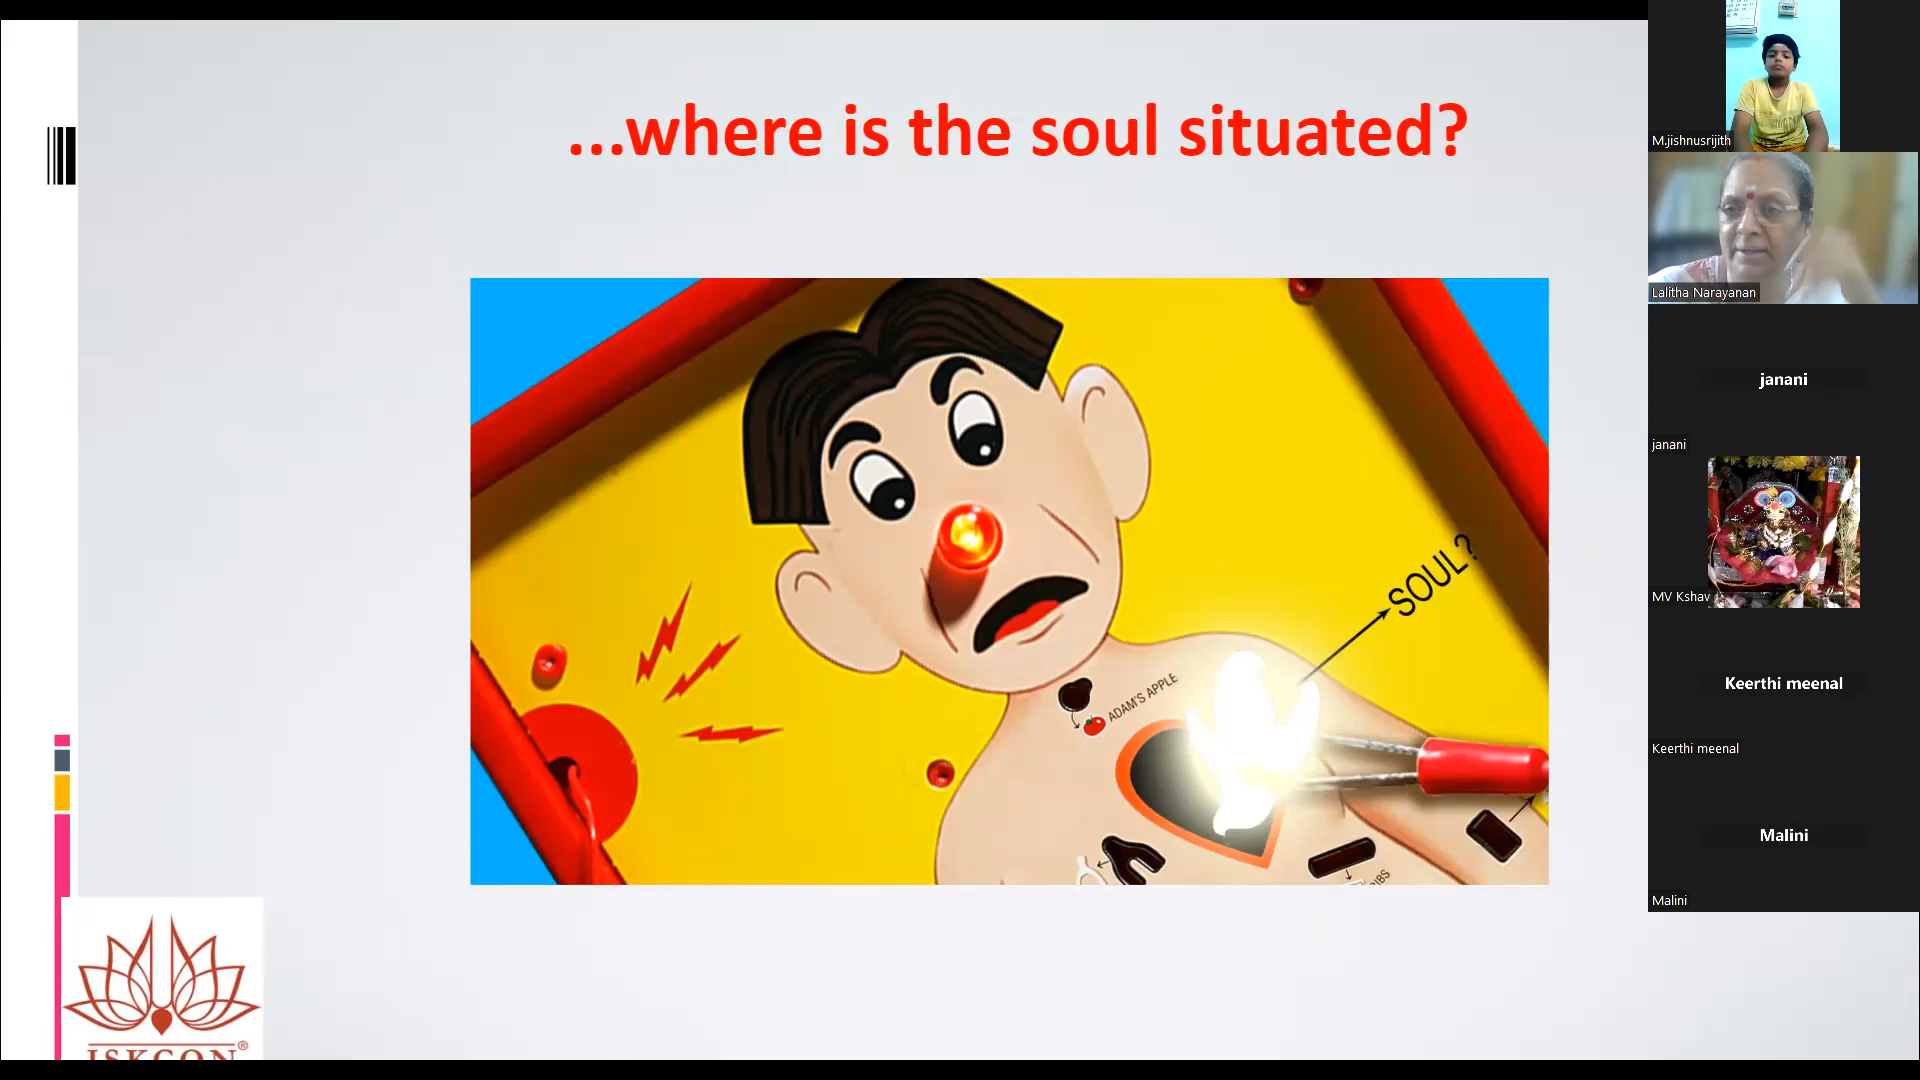 ...where is the soul situated?
SOUL?
ADAM'S APPLE
RIBS
ISKCON®
M.jishnusrijith
Lalitha Narayanan
janani
janani
MV Kshav
Keerthi meenal
Keerthi meenal
Malini
Malini